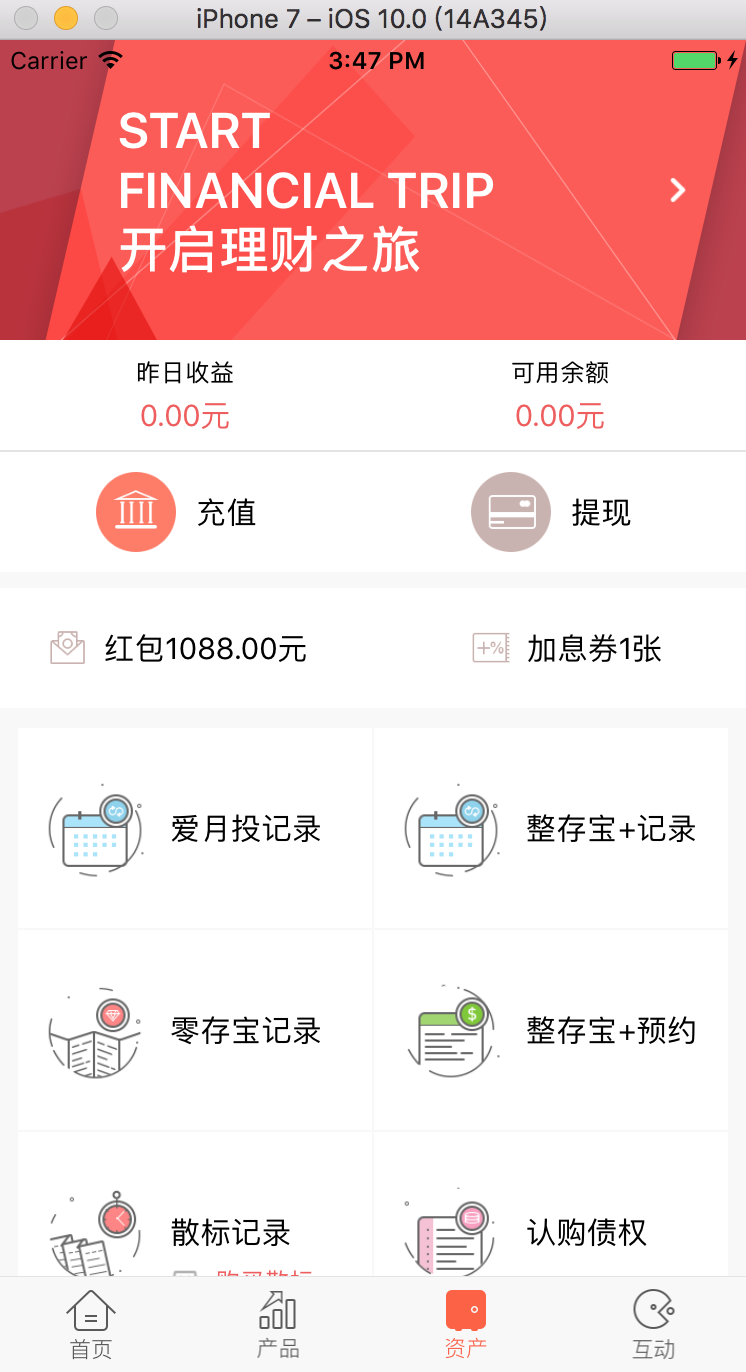 iPhone 7 – iOS 10.0 (14A345)
Carrier 3:47 PM
START
FINANCIAL TRIP
开启理财之旅
昨日收益 可用余额
0.00元 0.00元
充值 提现
红包1088.00元 +% 加息券1张
爱月投记录 整存宝+记录
零存宝记录 $ 整存宝+预约
散标记录 认购债权
购买散标
首页 产品 资产 互动